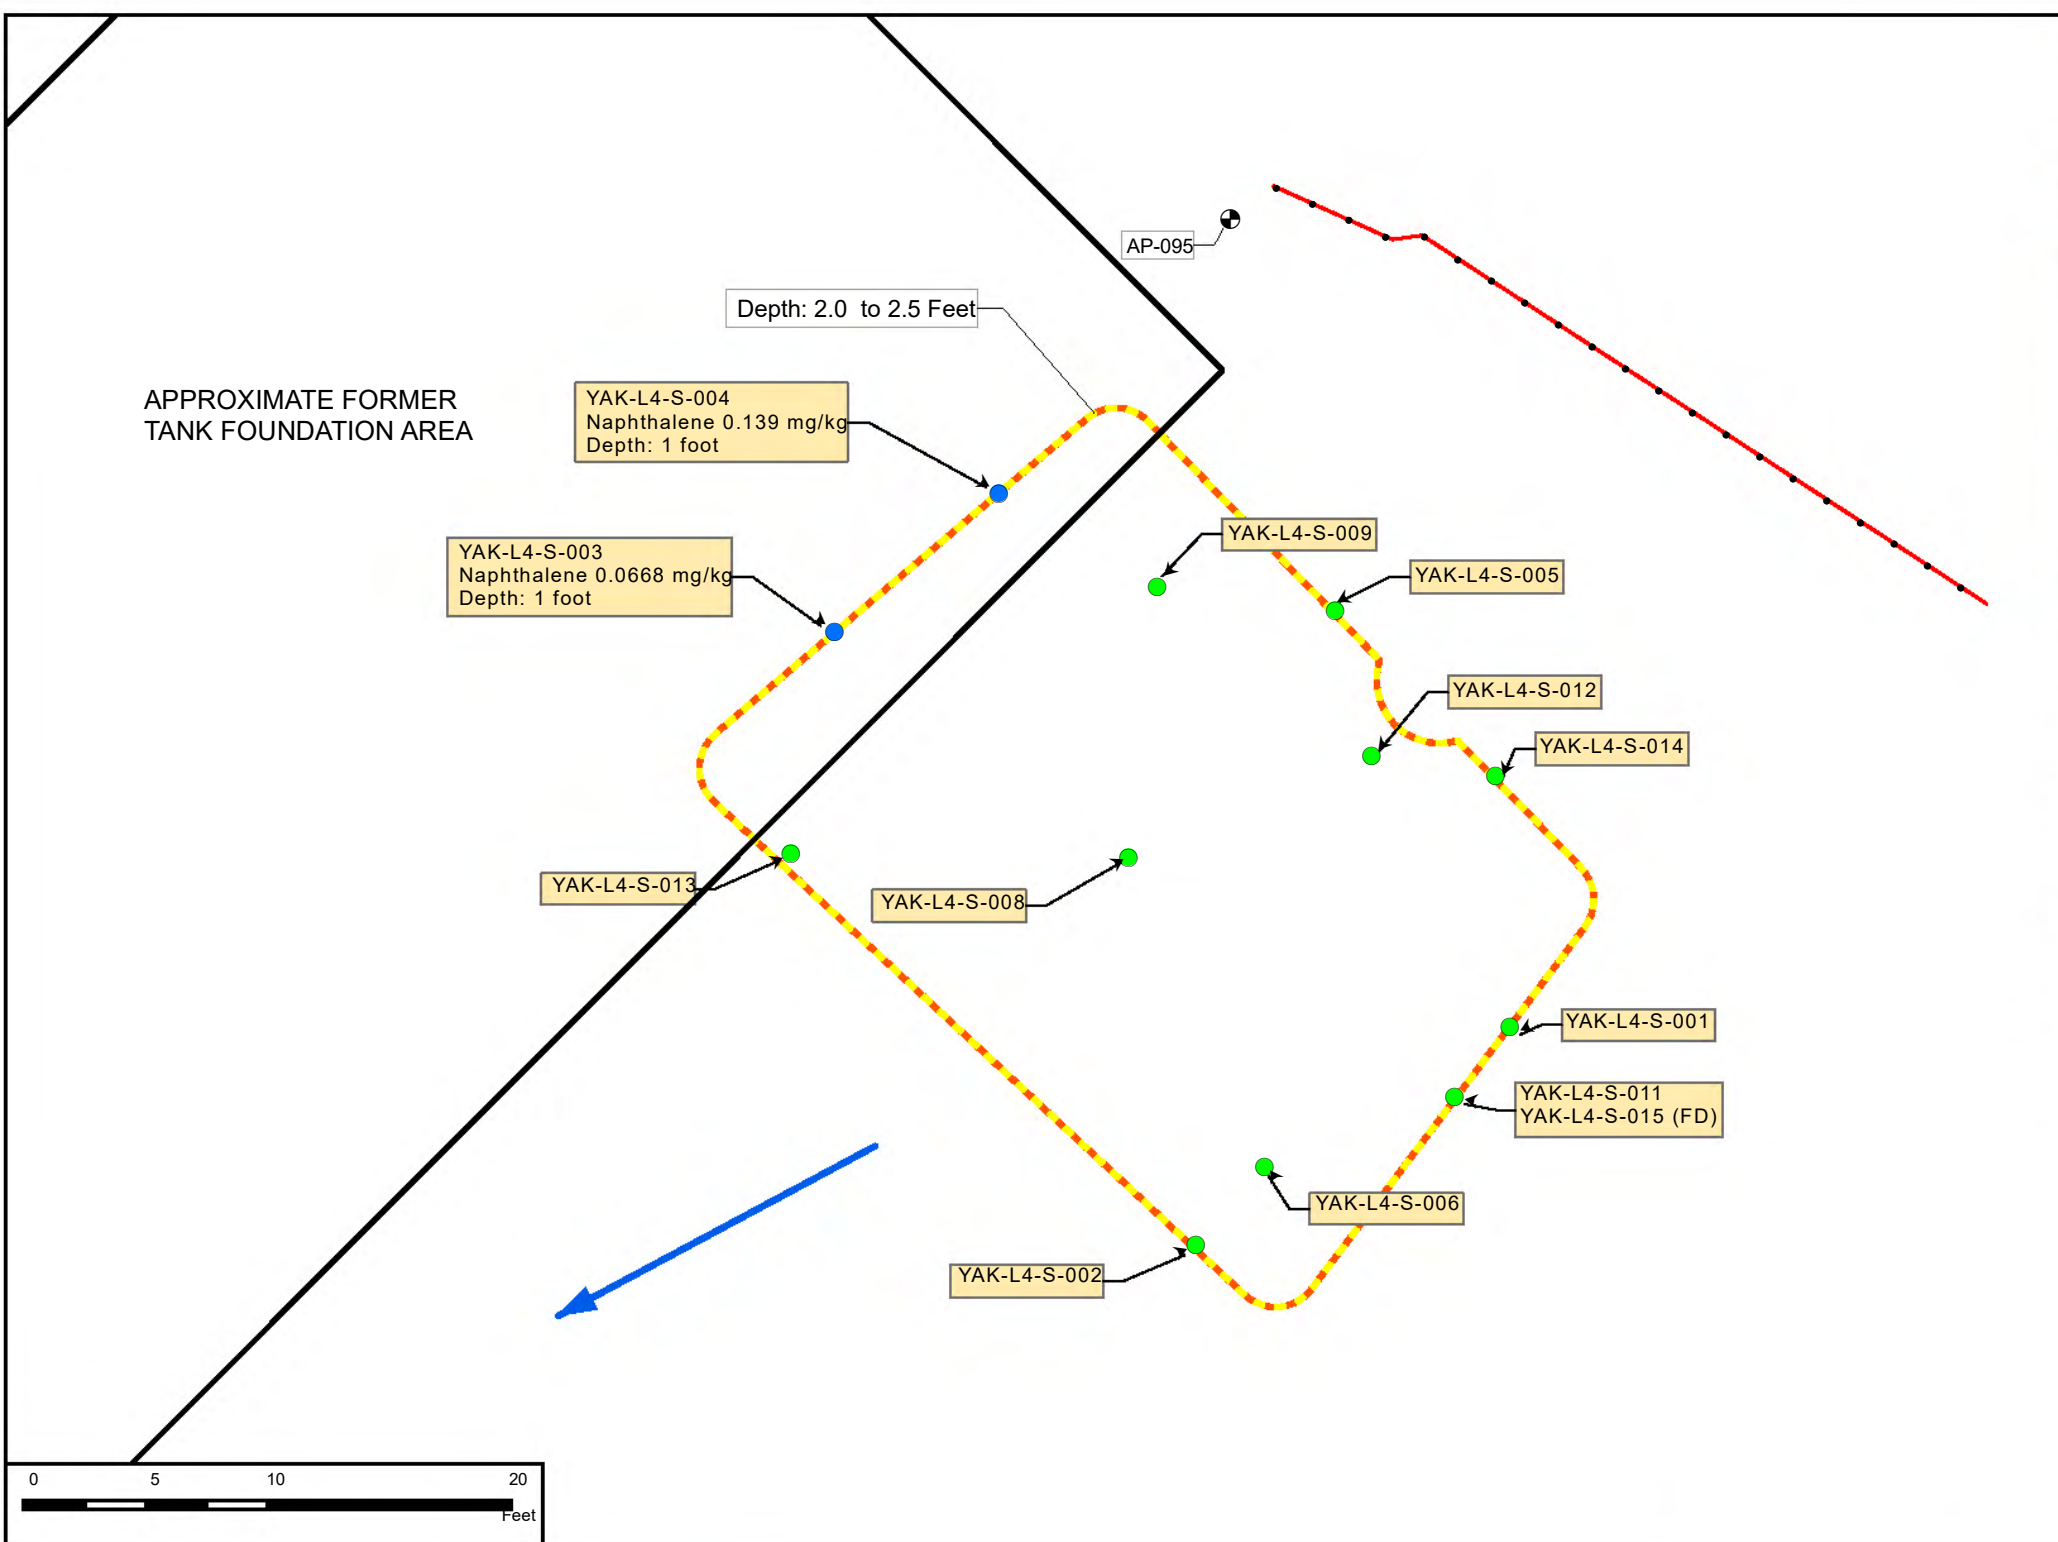 AP-095
Depth: 2.0 to 2.5 Feet
APPROXIMATE FORMER
TANK FOUNDATION AREA
YAK-L4-S-004
Naphthalene 0.139 mg/kg
Depth: 1 foot
YAK-L4-S-003
Naphthalene 0.0668 mg/kg
Depth: 1 foot
YAK-L4-S-009
YAK-L4-S-005
YAK-L4-S-012
YAK-L4-S-014
YAK-L4-S-013
YAK-L4-S-008
YAK-L4-S-001
YAK-L4-S-011
YAK-L4-S-015 (FD)
YAK-L4-S-006
YAK-L4-S-002
0 5 10 20
Feet